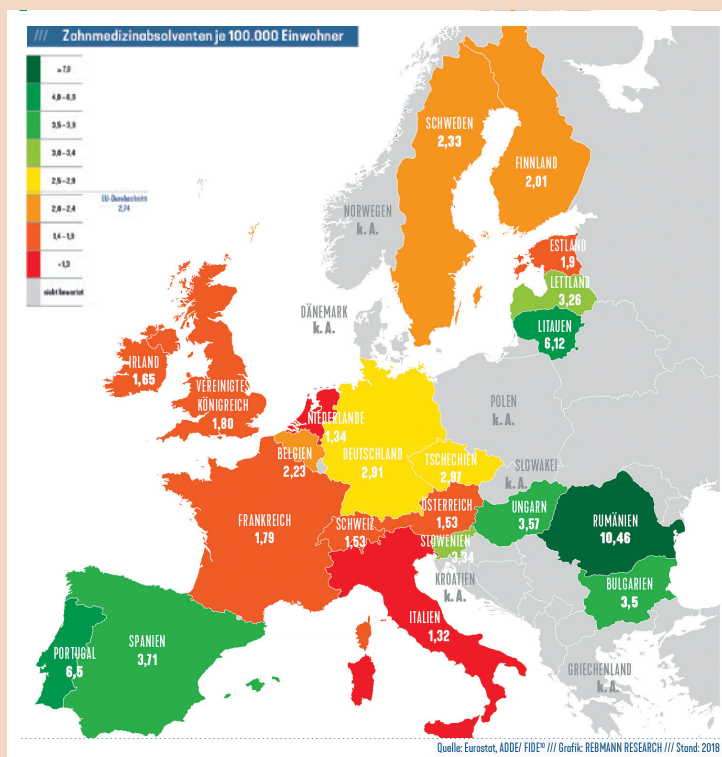 /// Zahnmedizinabsolventen je 100.000 Einwohner
4,0–6,9
3,5–3,9
3,0–3,4
2,5–2,9
EU-Durchschnitt
2,74
2,0–2,4
1,4–1,9
nicht bewertet
SCHWEDEN
2,33
FINNLAND
2,01
NORWEGEN
k. A.
ESTLAND
1,9
LETTLAND
3,26
LITAUEN
6,12
DÄNEMARK
k. A.
IRLAND
1,65
VEREINIGTES
KÖNIGREICH
1,80
NIEDERLANDE
1,34
POLEN
k. A.
BELGIEN
2,23
DEUTSCHLAND
2,91
TSCHECHIEN
2,97
SLOWAKEI
k. A.
FRANKREICH
1,79
SCHWEIZ
1,53
ÖSTERREICH
1,53
UNGARN
3,57
RUMÄNIEN
10,46
SLOWENIEN
3,34
KROATIEN
k. A.
BULGARIEN
3,5
ITALIEN
1,32
PORTUGAL
6,5
SPANIEN
3,71
GRIECHENLAND
k. A.
Quelle: Eurostat, ADDE/ FIDE¹⁰ /// Grafik: REBMANN RESEARCH /// Stand: 2018